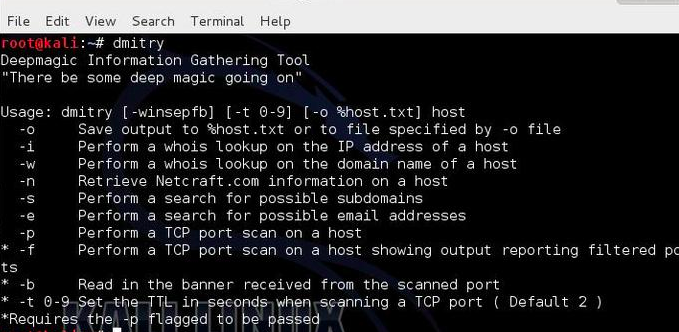 File Edit View Search Terminal Help
root@kali:~# dmitry
Deepmagic Information Gathering Tool
"There be some deep magic going on"
Usage: dmitry [-winsepfb] [-t 0-9] [-o %host.txt] host
-o Save output to %host.txt or to file specified by -o file
-i Perform a whois lookup on the IP address of a host
-w Perform a whois lookup on the domain name of a host
-n Retrieve Netcraft.com information on a host
-s Perform a search for possible subdomains
-e Perform a search for possible email addresses
-p Perform a TCP port scan on a host
* -f Perform a TCP port scan on a host showing output reporting filtered po
ts
* -b Read in the banner received from the scanned port
* -t 0-9 Set the TTL in seconds when scanning a TCP port ( Default 2 )
*Requires the -p flagged to be passed